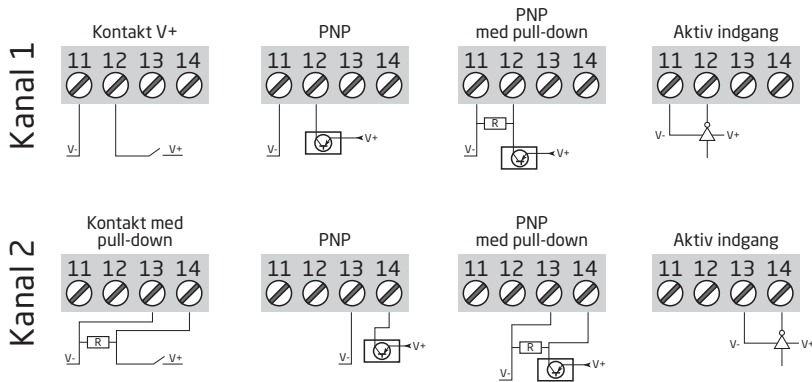 Kanal 1
Kontakt V+
11 12 13 14
V-
V+
PNP
11 12 13 14
V-
V+
PNP
med pull-down
11 12 13 14
R
V-
V+
Aktiv indgang
11 12 13 14
V-
V+
Kanal 2
Kontakt med
pull-down
11 12 13 14
R
V-
V+
PNP
11 12 13 14
V-
V+
PNP
med pull-down
11 12 13 14
R
V-
V+
Aktiv indgang
11 12 13 14
V-
V+